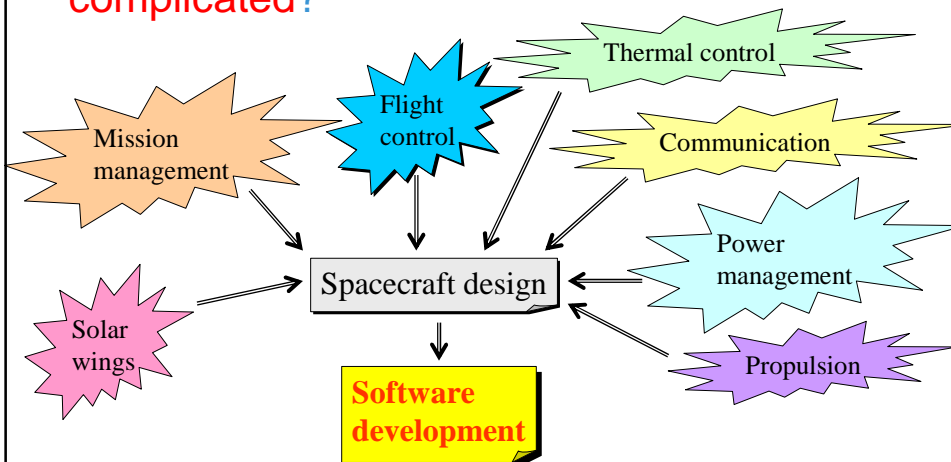 complicated?
Thermal control
Flight
control
Mission
management
Communication
Power
management
Spacecraft design
Solar
wings
Propulsion
Software
development